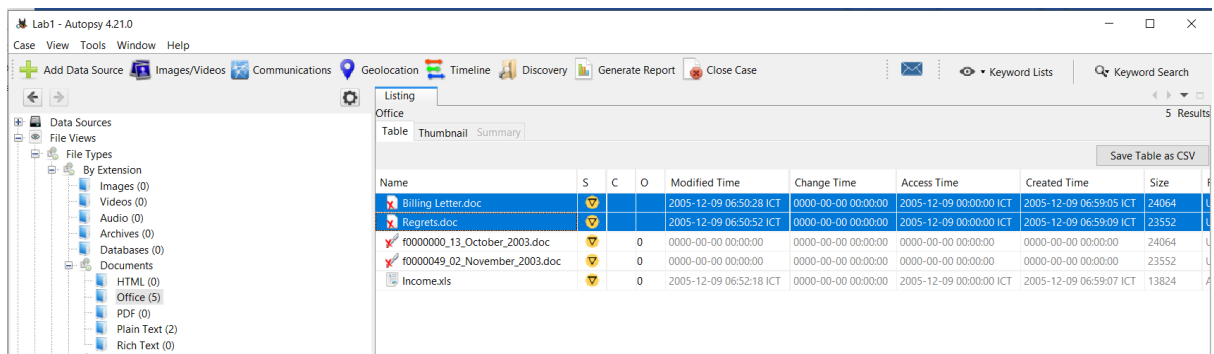 Lab1 - Autopsy 4.21.0
Case View Tools Window Help
Add Data Source Images/Videos Communications Geolocation Timeline Discovery Generate Report Close Case Keyword Lists Keyword Search
Listing
Office 5 Results
Table Thumbnail Summary
Save Table as CSV
Data Sources
File Views
File Types
By Extension
Images (0)
Videos (0)
Audio (0)
Archives (0)
Databases (0)
Documents
HTML (0)
Office (5)
PDF (0)
Plain Text (2)
Rich Text (0)
Name S C O Modified Time Change Time Access Time Created Time Size
Billing Letter.doc 2005-12-09 06:50:28 ICT 0000-00-00 00:00:00 2005-12-09 00:00:00 ICT 2005-12-09 06:59:05 ICT 24064
Regrets.doc 2005-12-09 06:50:52 ICT 0000-00-00 00:00:00 2005-12-09 00:00:00 ICT 2005-12-09 06:59:09 ICT 23552
f0000000_13_October_2003.doc 0 0000-00-00 00:00:00 0000-00-00 00:00:00 0000-00-00 00:00:00 0000-00-00 00:00:00 24064
f0000049_02_November_2003.doc 0 0000-00-00 00:00:00 0000-00-00 00:00:00 0000-00-00 00:00:00 0000-00-00 00:00:00 23552
Income.xls 0 2005-12-09 06:52:18 ICT 0000-00-00 00:00:00 2005-12-09 00:00:00 ICT 2005-12-09 06:59:07 ICT 13824